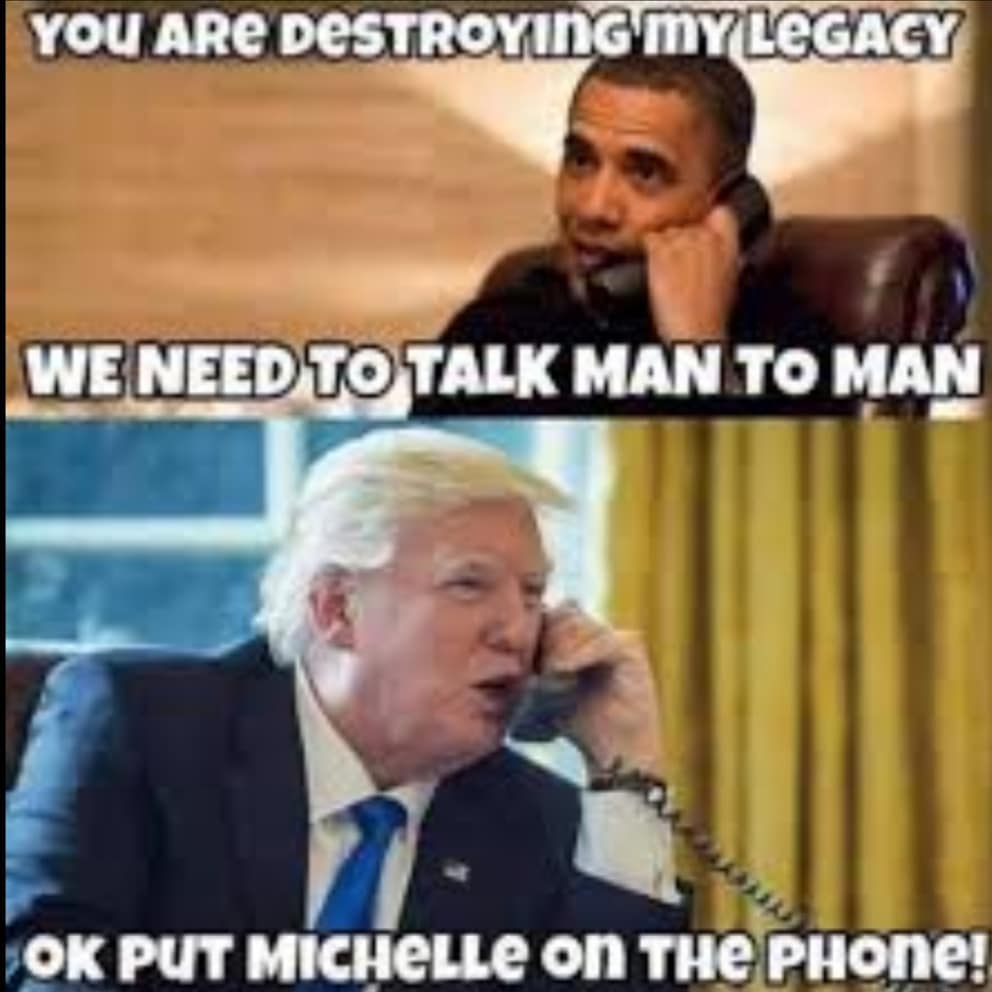 YOU ARE DESTROYING MY LEGACY
WE NEED TO TALK MAN TO MAN
OK PUT MICHELLE ON THE PHONE!